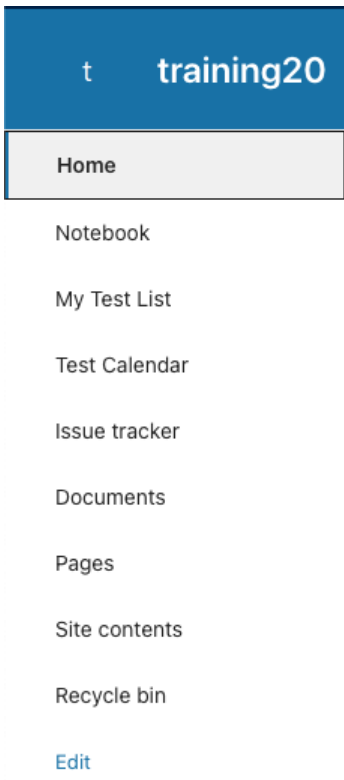 t training20
Home
Notebook
My Test List
Test Calendar
Issue tracker
Documents
Pages
Site contents
Recycle bin
Edit